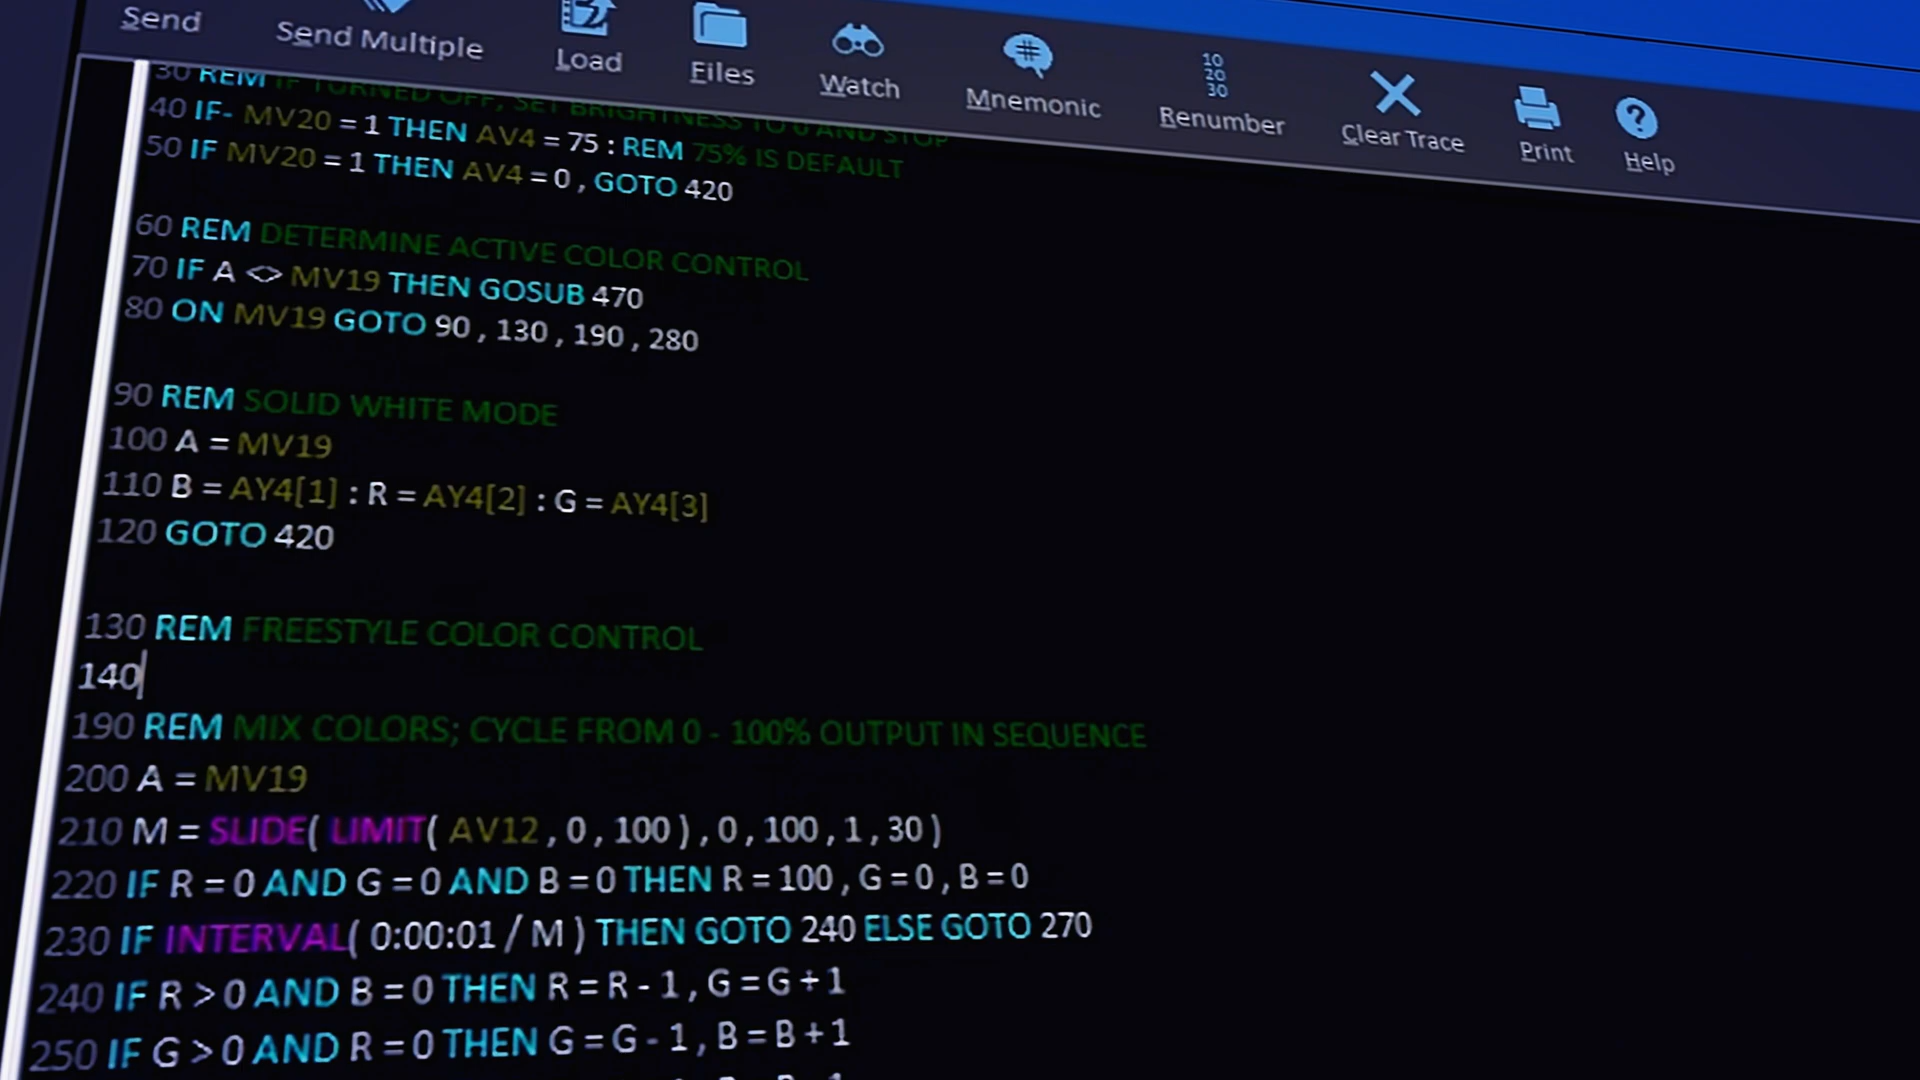 Send
Send Multiple
Load
Files
Watch
Mnemonic
10
20
30
Renumber
Clear Trace
Print
? Help
30 REM IF TURNED OFF, SET BRIGHTNESS TO 0 AND STOP
40 IF- MV20 = 1 THEN AV4 = 75 : REM 75% IS DEFAULT
50 IF MV20 = 1 THEN AV4 = 0 , GOTO 420
60 REM DETERMINE ACTIVE COLOR CONTROL
70 IF A <> MV19 THEN GOSUB 470
80 ON MV19 GOTO 90 , 130 , 190 , 280
90 REM SOLID WHITE MODE
100 A = MV19
110 B = AY4[1] : R = AY4[2] : G = AY4[3]
120 GOTO 420
130 REM FREESTYLE COLOR CONTROL
140
190 REM MIX COLORS; CYCLE FROM 0 - 100% OUTPUT IN SEQUENCE
200 A = MV19
210 M = SLIDE( LIMIT( AV12 , 0 , 100 ) , 0 , 100 , 1 , 30 )
220 IF R = 0 AND G = 0 AND B = 0 THEN R = 100 , G = 0 , B = 0
230 IF INTERVAL( 0:00:01 / M ) THEN GOTO 240 ELSE GOTO 270
240 IF R > 0 AND B = 0 THEN R = R - 1 , G = G + 1
250 IF G > 0 AND R = 0 THEN G = G - 1 , B = B + 1